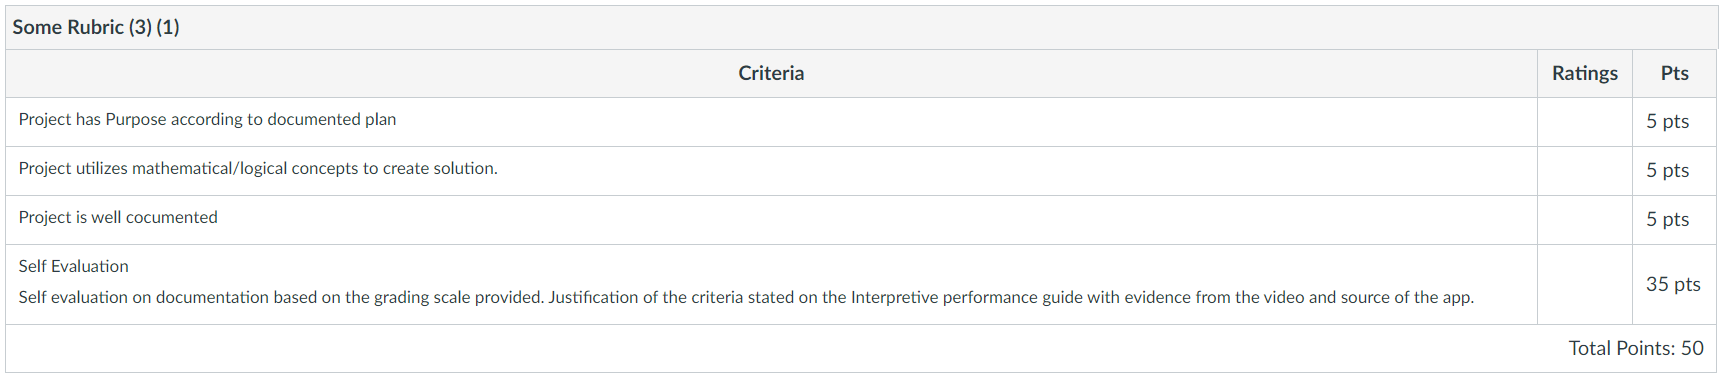 Some Rubric (3) (1)
Criteria Ratings Pts
Project has Purpose according to documented plan 5 pts
Project utilizes mathematical/logical concepts to create solution. 5 pts
Project is well cocumented 5 pts
Self Evaluation
Self evaluation on documentation based on the grading scale provided. Justification of the criteria stated on the Interpretive performance guide with evidence from the video and source of the app. 35 pts
Total Points: 50